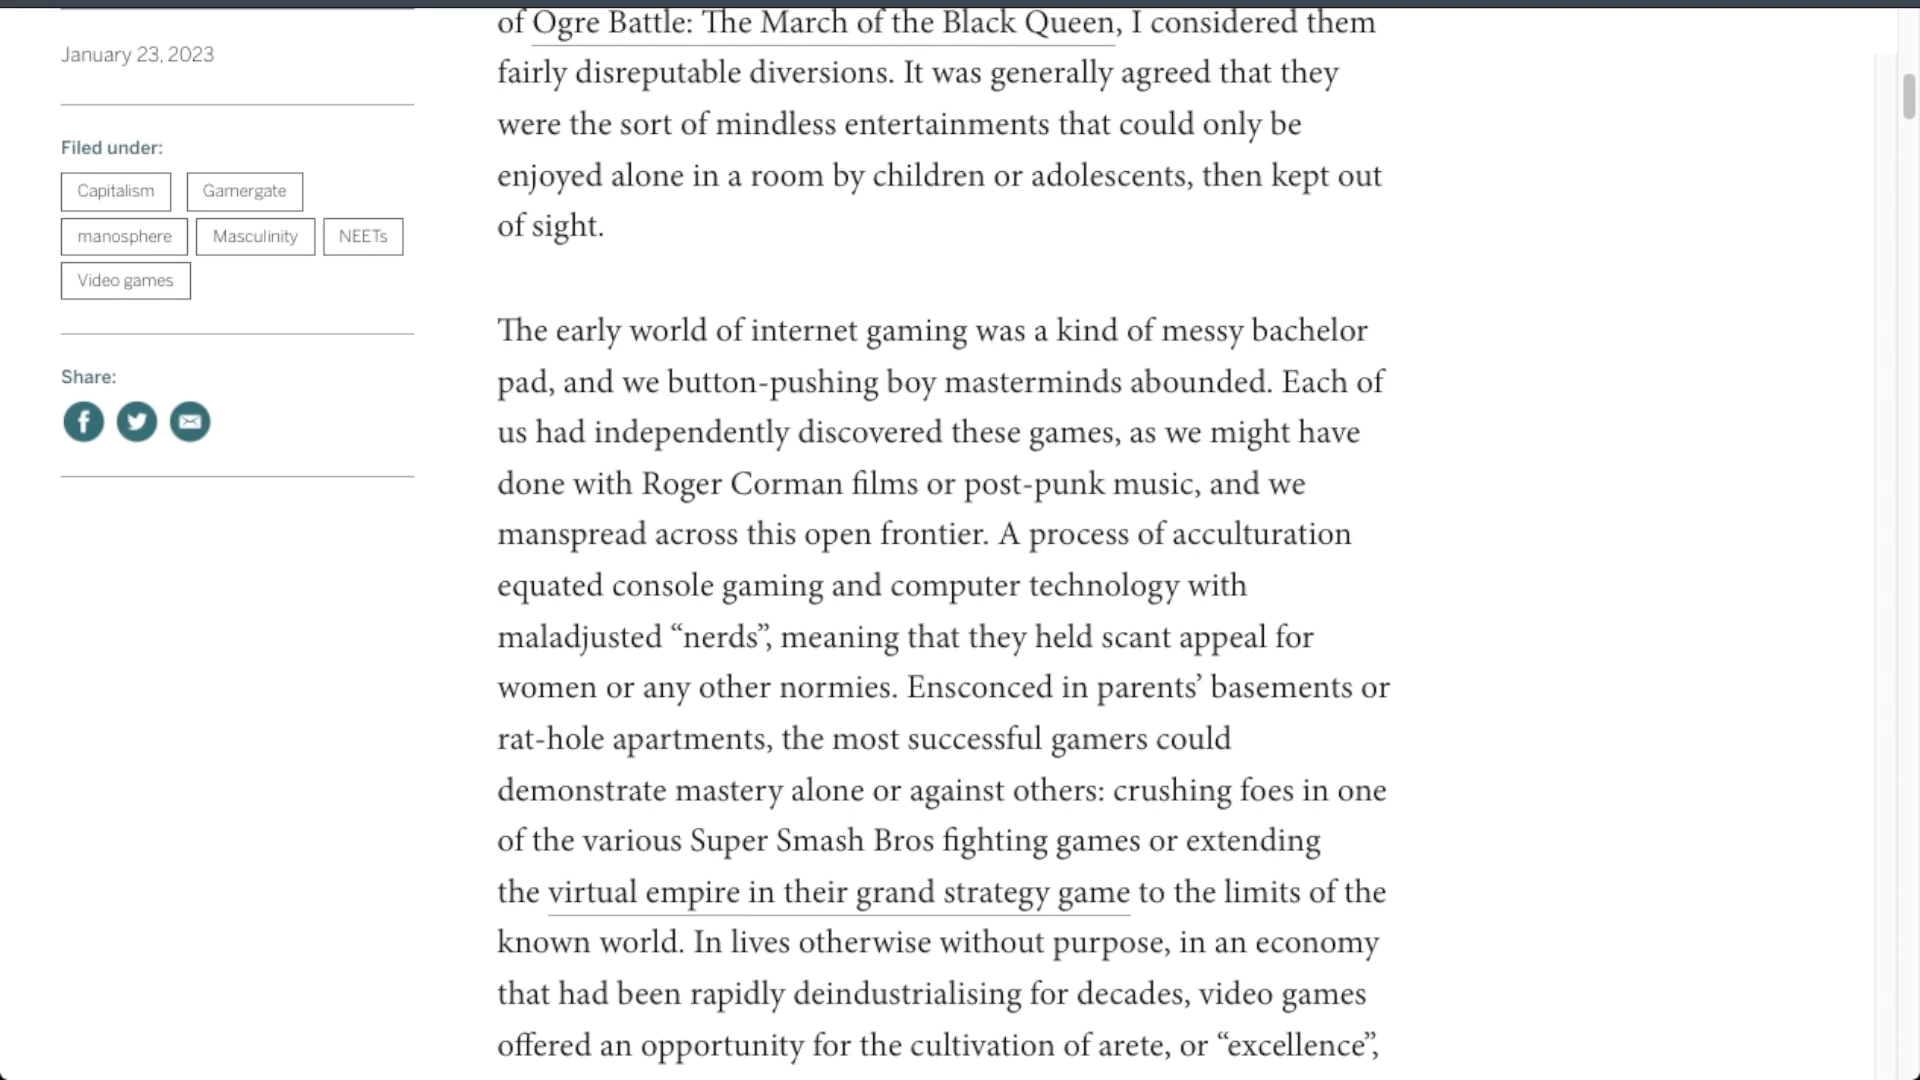 January 23, 2023
Filed under:
Capitalism
Gamergate
manosphere
Masculinity
NEETs
Video games
Share:
of Ogre Battle: The March of the Black Queen, I considered them
fairly disreputable diversions. It was generally agreed that they
were the sort of mindless entertainments that could only be
enjoyed alone in a room by children or adolescents, then kept out
of sight.
The early world of internet gaming was a kind of messy bachelor
pad, and we button-pushing boy masterminds abounded. Each of
us had independently discovered these games, as we might have
done with Roger Corman films or post-punk music, and we
manspread across this open frontier. A process of acculturation
equated console gaming and computer technology with
maladjusted “nerds”, meaning that they held scant appeal for
women or any other normies. Ensconced in parents’ basements or
rat-hole apartments, the most successful gamers could
demonstrate mastery alone or against others: crushing foes in one
of the various Super Smash Bros fighting games or extending
the virtual empire in their grand strategy game to the limits of the
known world. In lives otherwise without purpose, in an economy
that had been rapidly deindustrialising for decades, video games
offered an opportunity for the cultivation of arete, or “excellence”,